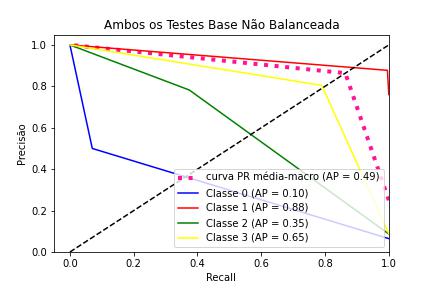 Ambos os Testes Base Não Balanceada
1.0
0.8
0.6
0.4
0.2
0.0
Precisão
curva PR média-macro (AP = 0.49)
Classe 0 (AP = 0.10)
Classe 1 (AP = 0.88)
Classe 2 (AP = 0.35)
Classe 3 (AP = 0.65)
0.0 0.2 0.4 0.6 0.8 1.0
Recall